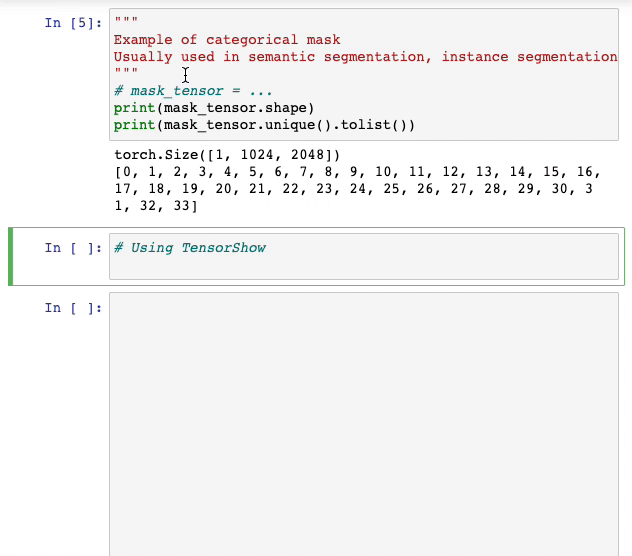 In [5]: """
Example of categorical mask
Usually used in semantic segmentation, instance segmentation
"""
# mask_tensor = ...
print(mask_tensor.shape)
print(mask_tensor.unique().tolist())
torch.Size([1, 1024, 2048])
[0, 1, 2, 3, 4, 5, 6, 7, 8, 9, 10, 11, 12, 13, 14, 15, 16,
17, 18, 19, 20, 21, 22, 23, 24, 25, 26, 27, 28, 29, 30, 3
1, 32, 33]
In [ ]: # Using TensorShow
In [ ]: